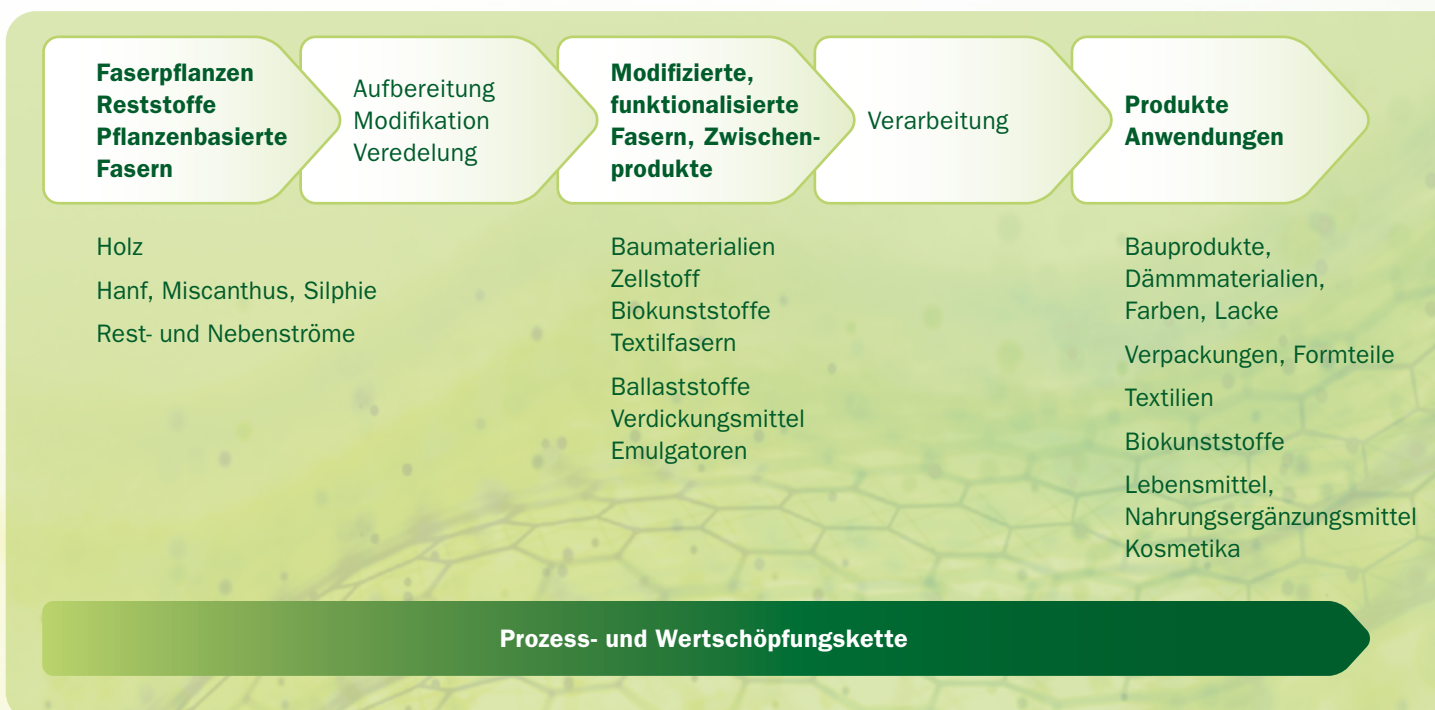 Faserpflanzen
Reststoffe
Pflanzenbasierte
Fasern
Aufbereitung
Modifikation
Veredelung
Modifizierte,
funktionalisierte
Fasern, Zwischen-
produkte
Verarbeitung
Produkte
Anwendungen
Holz
Hanf, Miscanthus, Silphie
Rest- und Nebenströme
Baumaterialien
Zellstoff
Biokunststoffe
Textilfasern
Ballaststoffe
Verdickungsmittel
Emulgatoren
Bauprodukte,
Dämmmaterialien,
Farben, Lacke
Verpackungen, Formteile
Textilien
Biokunststoffe
Lebensmittel,
Nahrungsergänzungsmittel
Kosmetika
Prozess- und Wertschöpfungskette